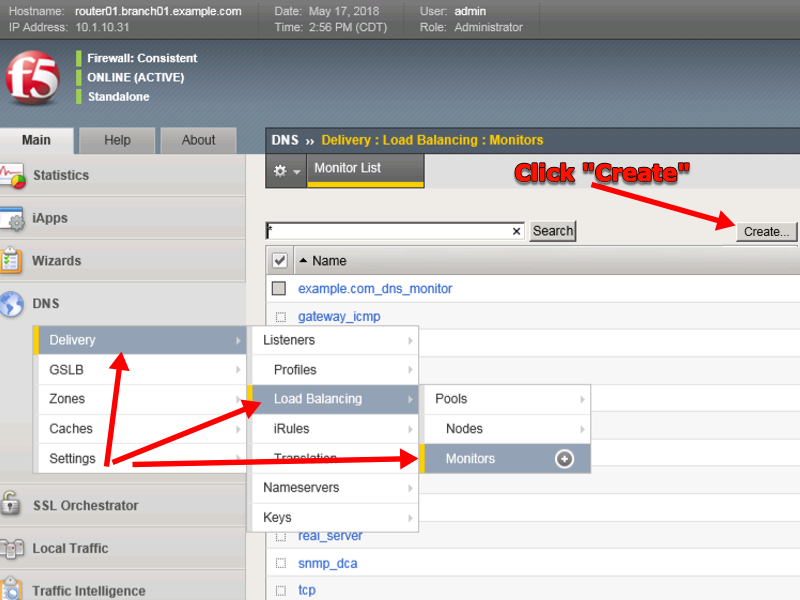 Hostname: router01.branch01.example.com Date: May 17, 2018 User: admin
IP Address: 10.1.10.31 Time: 2:56 PM (CDT) Role: Administrator
f5
Firewall: Consistent
ONLINE (ACTIVE)
Standalone
Main Help About
DNS ›› Delivery : Load Balancing : Monitors
Monitor List
Click "Create"
Statistics
iApps
Wizards
DNS
* × Search Create...
Name
example.com_dns_monitor
gateway_icmp
Delivery
GSLB
Zones
Caches
Settings
Listeners
Profiles
Load Balancing
iRules
Translation
Nameservers
Keys
Pools
Nodes
Monitors
real_server
snmp_dca
tcp
SSL Orchestrator
Local Traffic
Traffic Intelligence